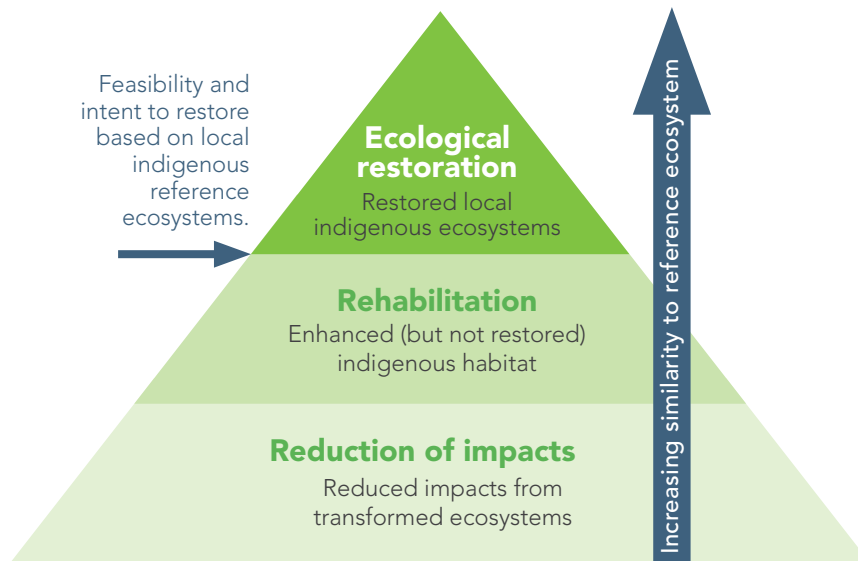 Feasibility and
intent to restore
based on local
indigenous
reference
ecosystems.
Ecological
restoration
Restored local
indigenous ecosystems
Rehabilitation
Enhanced (but not restored)
indigenous habitat
Reduction of impacts
Reduced impacts from
transformed ecosystems
Increasing similarity to reference ecosystem